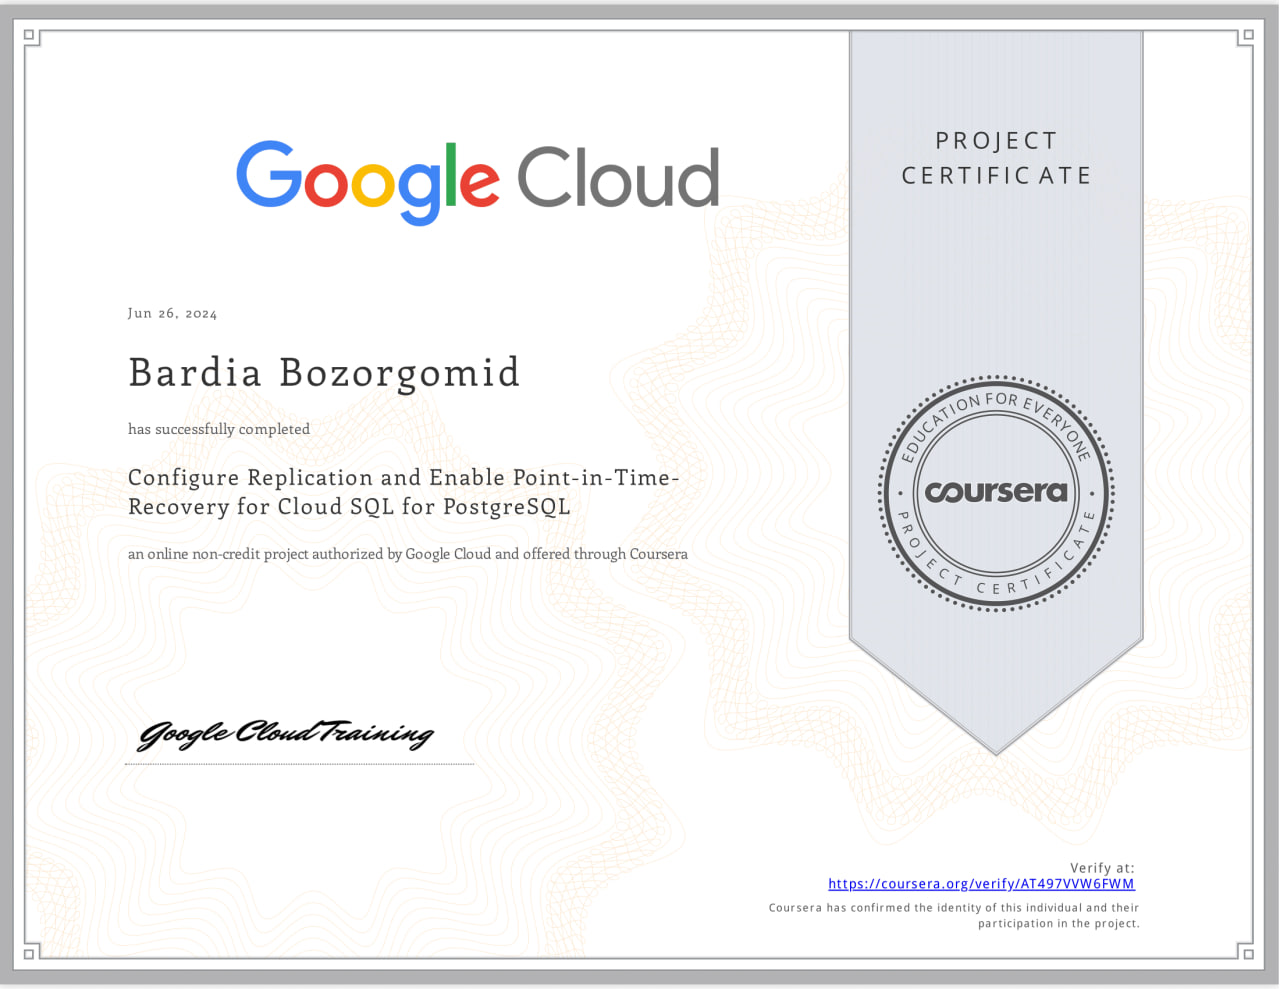 Google Cloud
PROJECT
CERTIFICATE
Jun 26, 2024
Bardia Bozorgomid
has successfully completed
Configure Replication and Enable Point-in-Time-
Recovery for Cloud SQL for PostgreSQL
an online non-credit project authorized by Google Cloud and offered through Coursera
EDUCATION FOR EVERYONE
coursera
PROJECT CERTIFICATE
Google Cloud Training
Verify at:
https://coursera.org/verify/AT497VVW6FWM
Coursera has confirmed the identity of this individual and their
participation in the project.